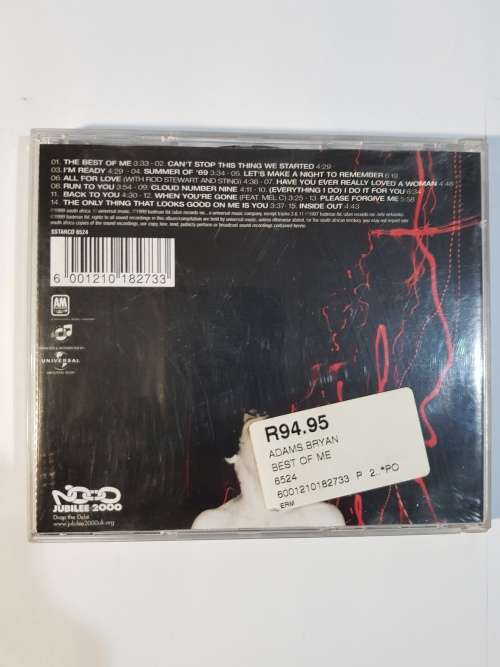 01. THE BEST OF ME 3:33 - 02. CAN'T STOP THIS THING WE STARTED 4:29
03. I'M READY 4:29 - 04. SUMMER OF '69 3:34 - 05. LET'S MAKE A NIGHT TO REMEMBER 6:19
06. ALL FOR LOVE (WITH ROD STEWART AND STING) - 07. HAVE YOU EVER REALLY LOVED A WOMAN 4:48
08. RUN TO YOU 3:54 - 09. CLOUD NUMBER NINE 4:11 - 10. (EVERYTHING I DO) I DO IT FOR YOU 6:34
11. BACK TO YOU 4:30 - 12. WHEN YOU'RE GONE (FEAT. MEL C) 3:25 - 13. PLEASE FORGIVE ME 5:58
14. THE ONLY THING THAT LOOKS GOOD ON ME IS YOU 3:37 - 15. INSIDE OUT 4:43
SSTARCD 6524
6 001210 182733
A&M
UNIVERSAL
R94.95
ADAMS.BRYAN
BEST OF ME
6524
6001210182733 P 2.*PO
ERM
JUBILEE 2000
Drop the Debt
www.jubilee2000uk.org